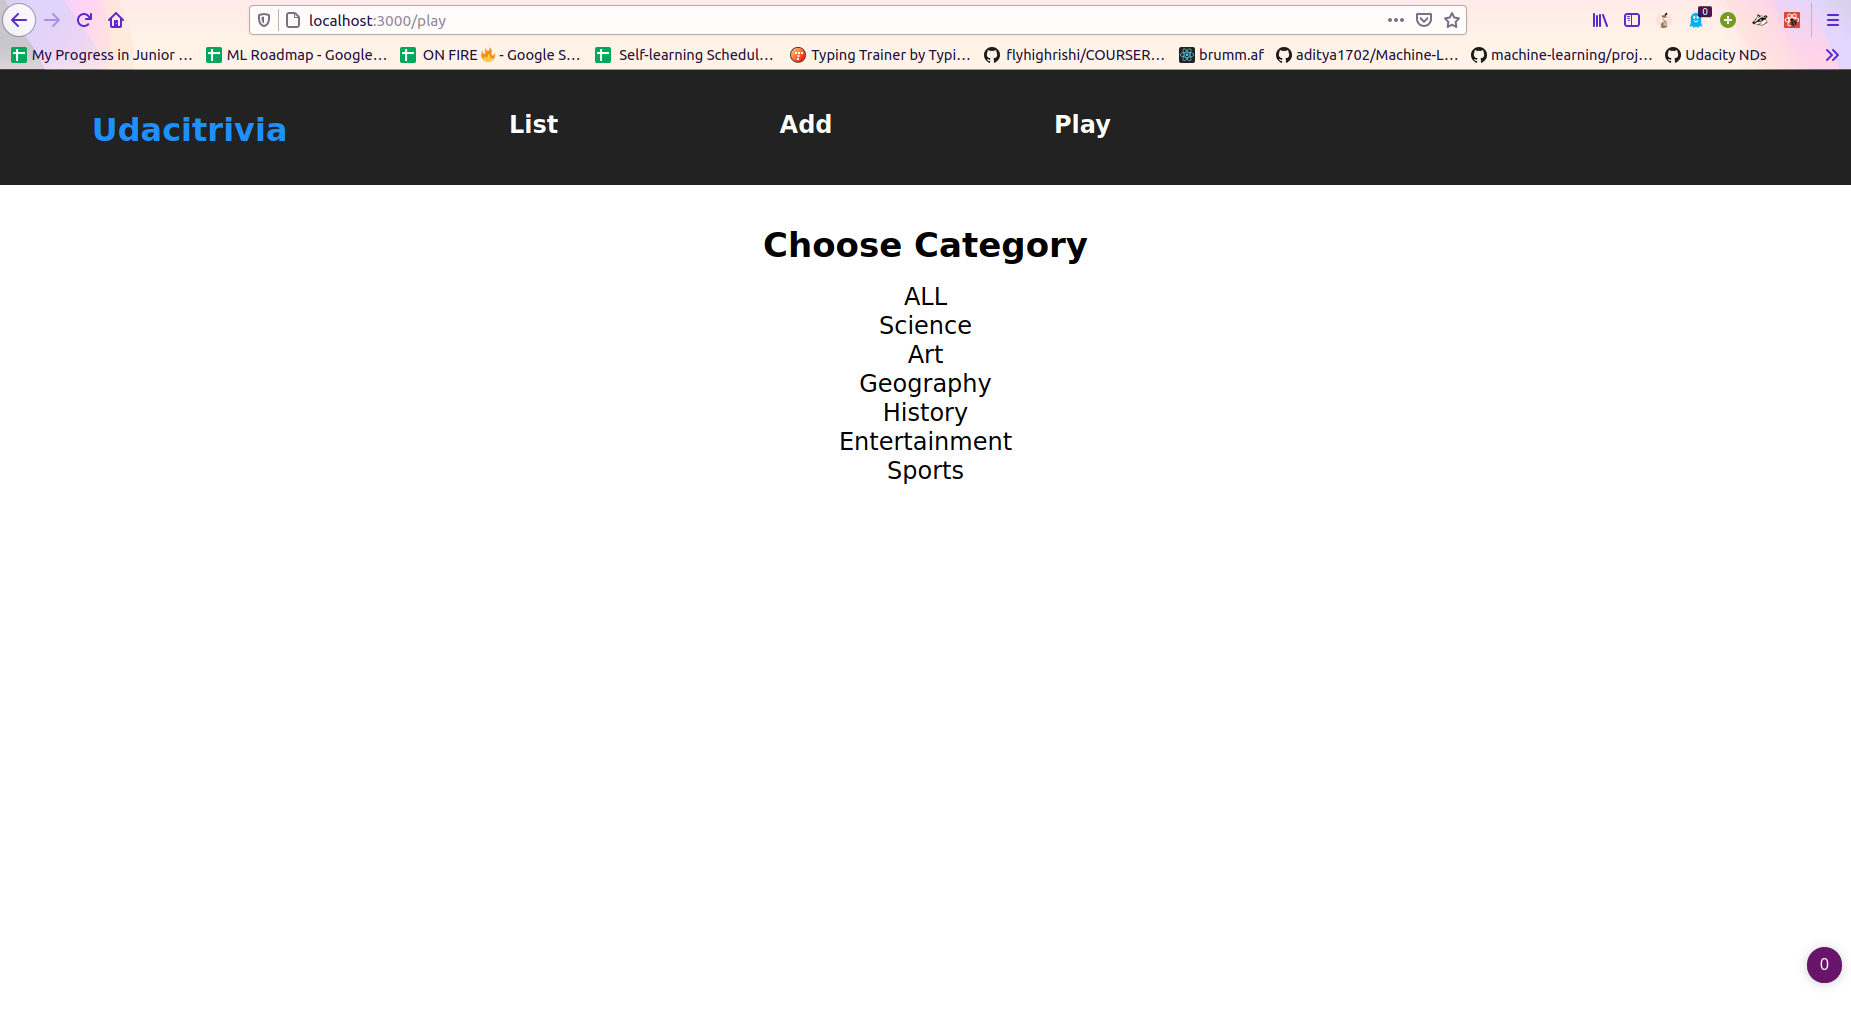 localhost:3000/play
0
My Progress in Junior ... ML Roadmap - Google... ON FIRE🔥 - Google S... Self-learning Schedul... Typing Trainer by Typi... flyhighrishi/COURSER... brumm.af aditya1702/Machine-L... machine-learning/proj... Udacity NDs
Udacitrivia List Add Play
Choose Category
ALL
Science
Art
Geography
History
Entertainment
Sports
0